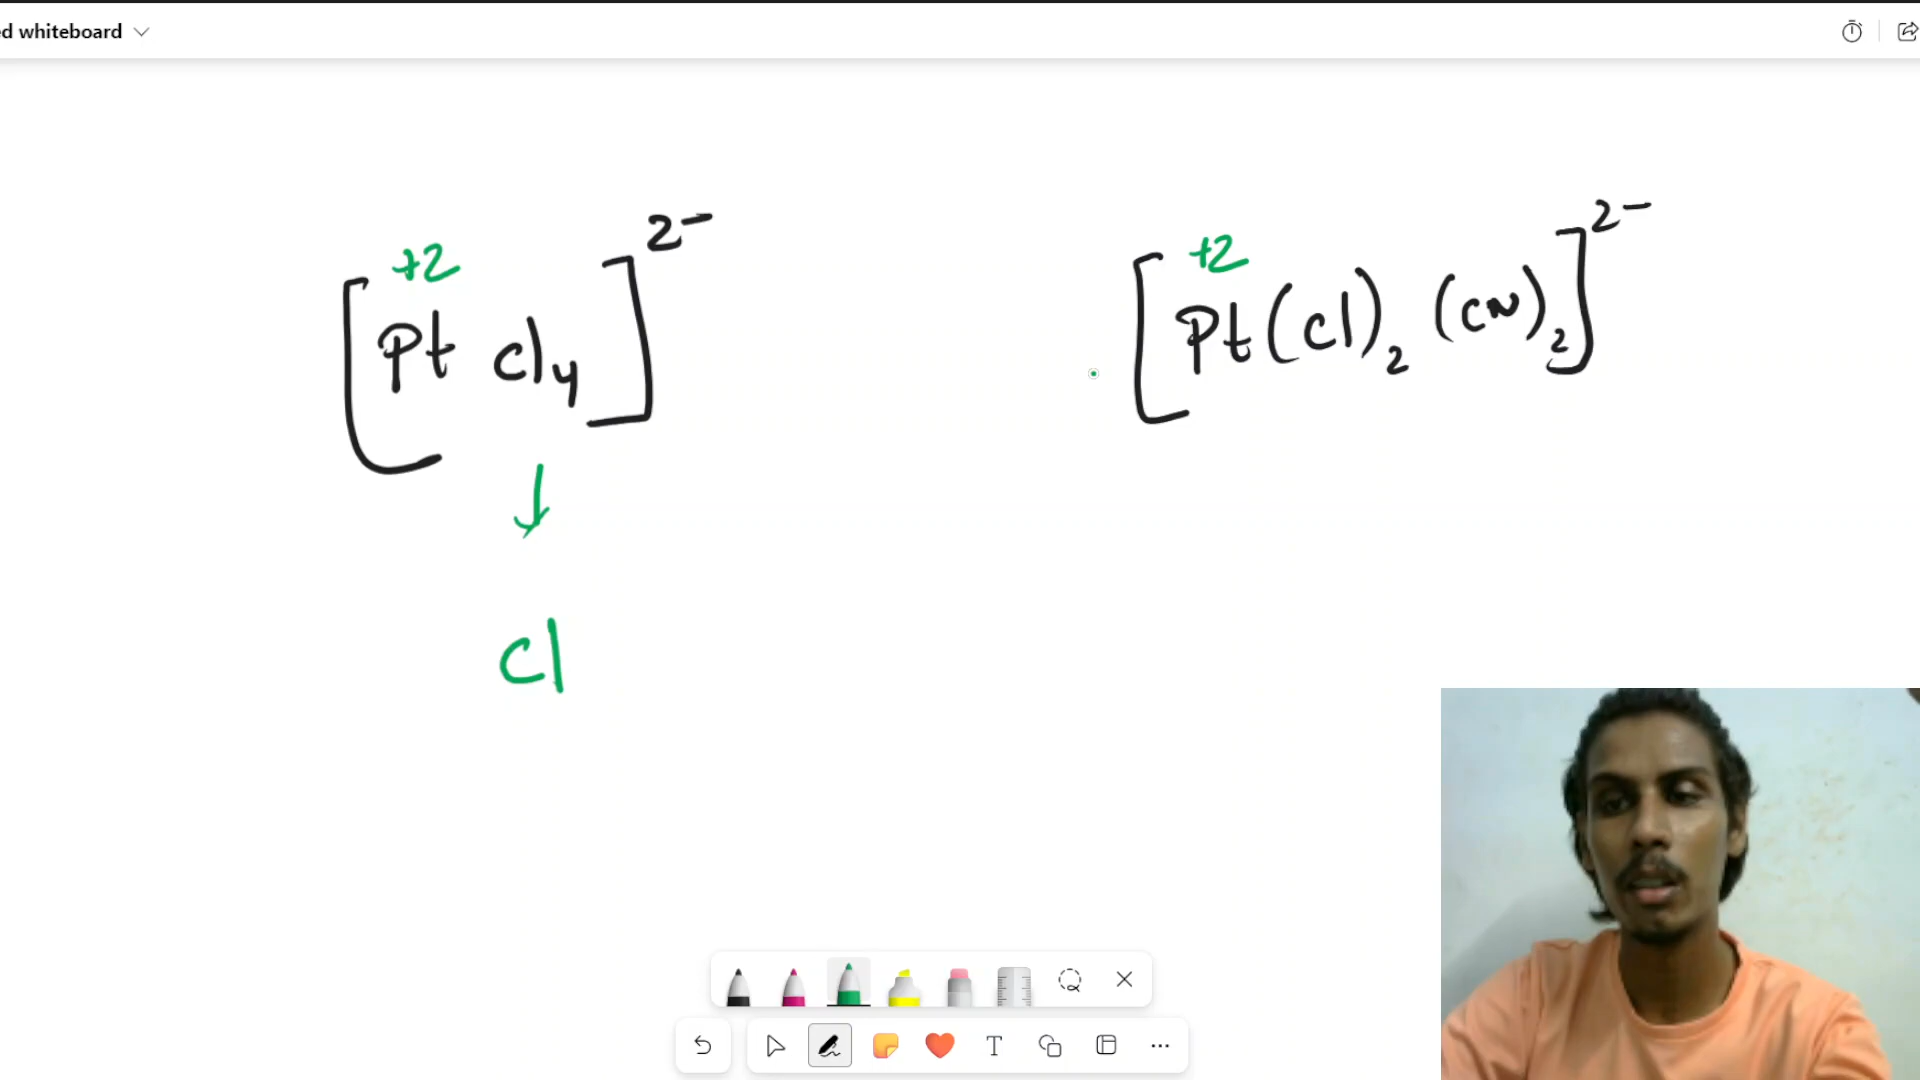 d whiteboard
[Pt Cl4]2-
+2
[Pt(Cl)2 (CN)2]2-
+2
↓
Cl
T